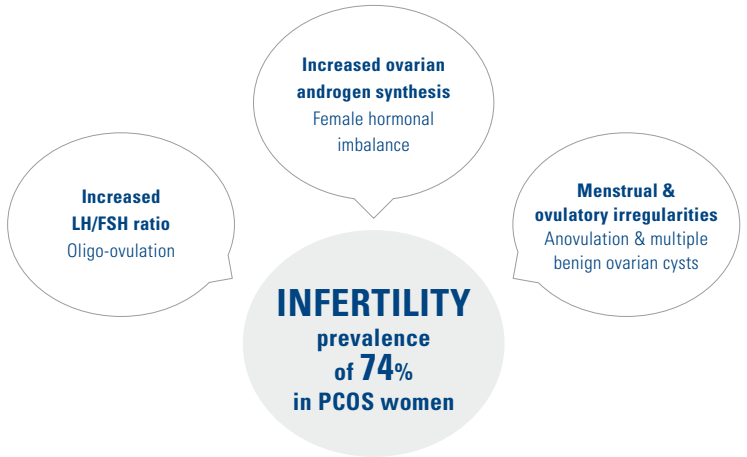 Increased ovarian
androgen synthesis
Female hormonal
imbalance
Increased
LH/FSH ratio
Oligo-ovulation
Menstrual &
ovulatory irregularities
Anovulation & multiple
benign ovarian cysts
INFERTILITY
prevalence
of 74%
in PCOS women